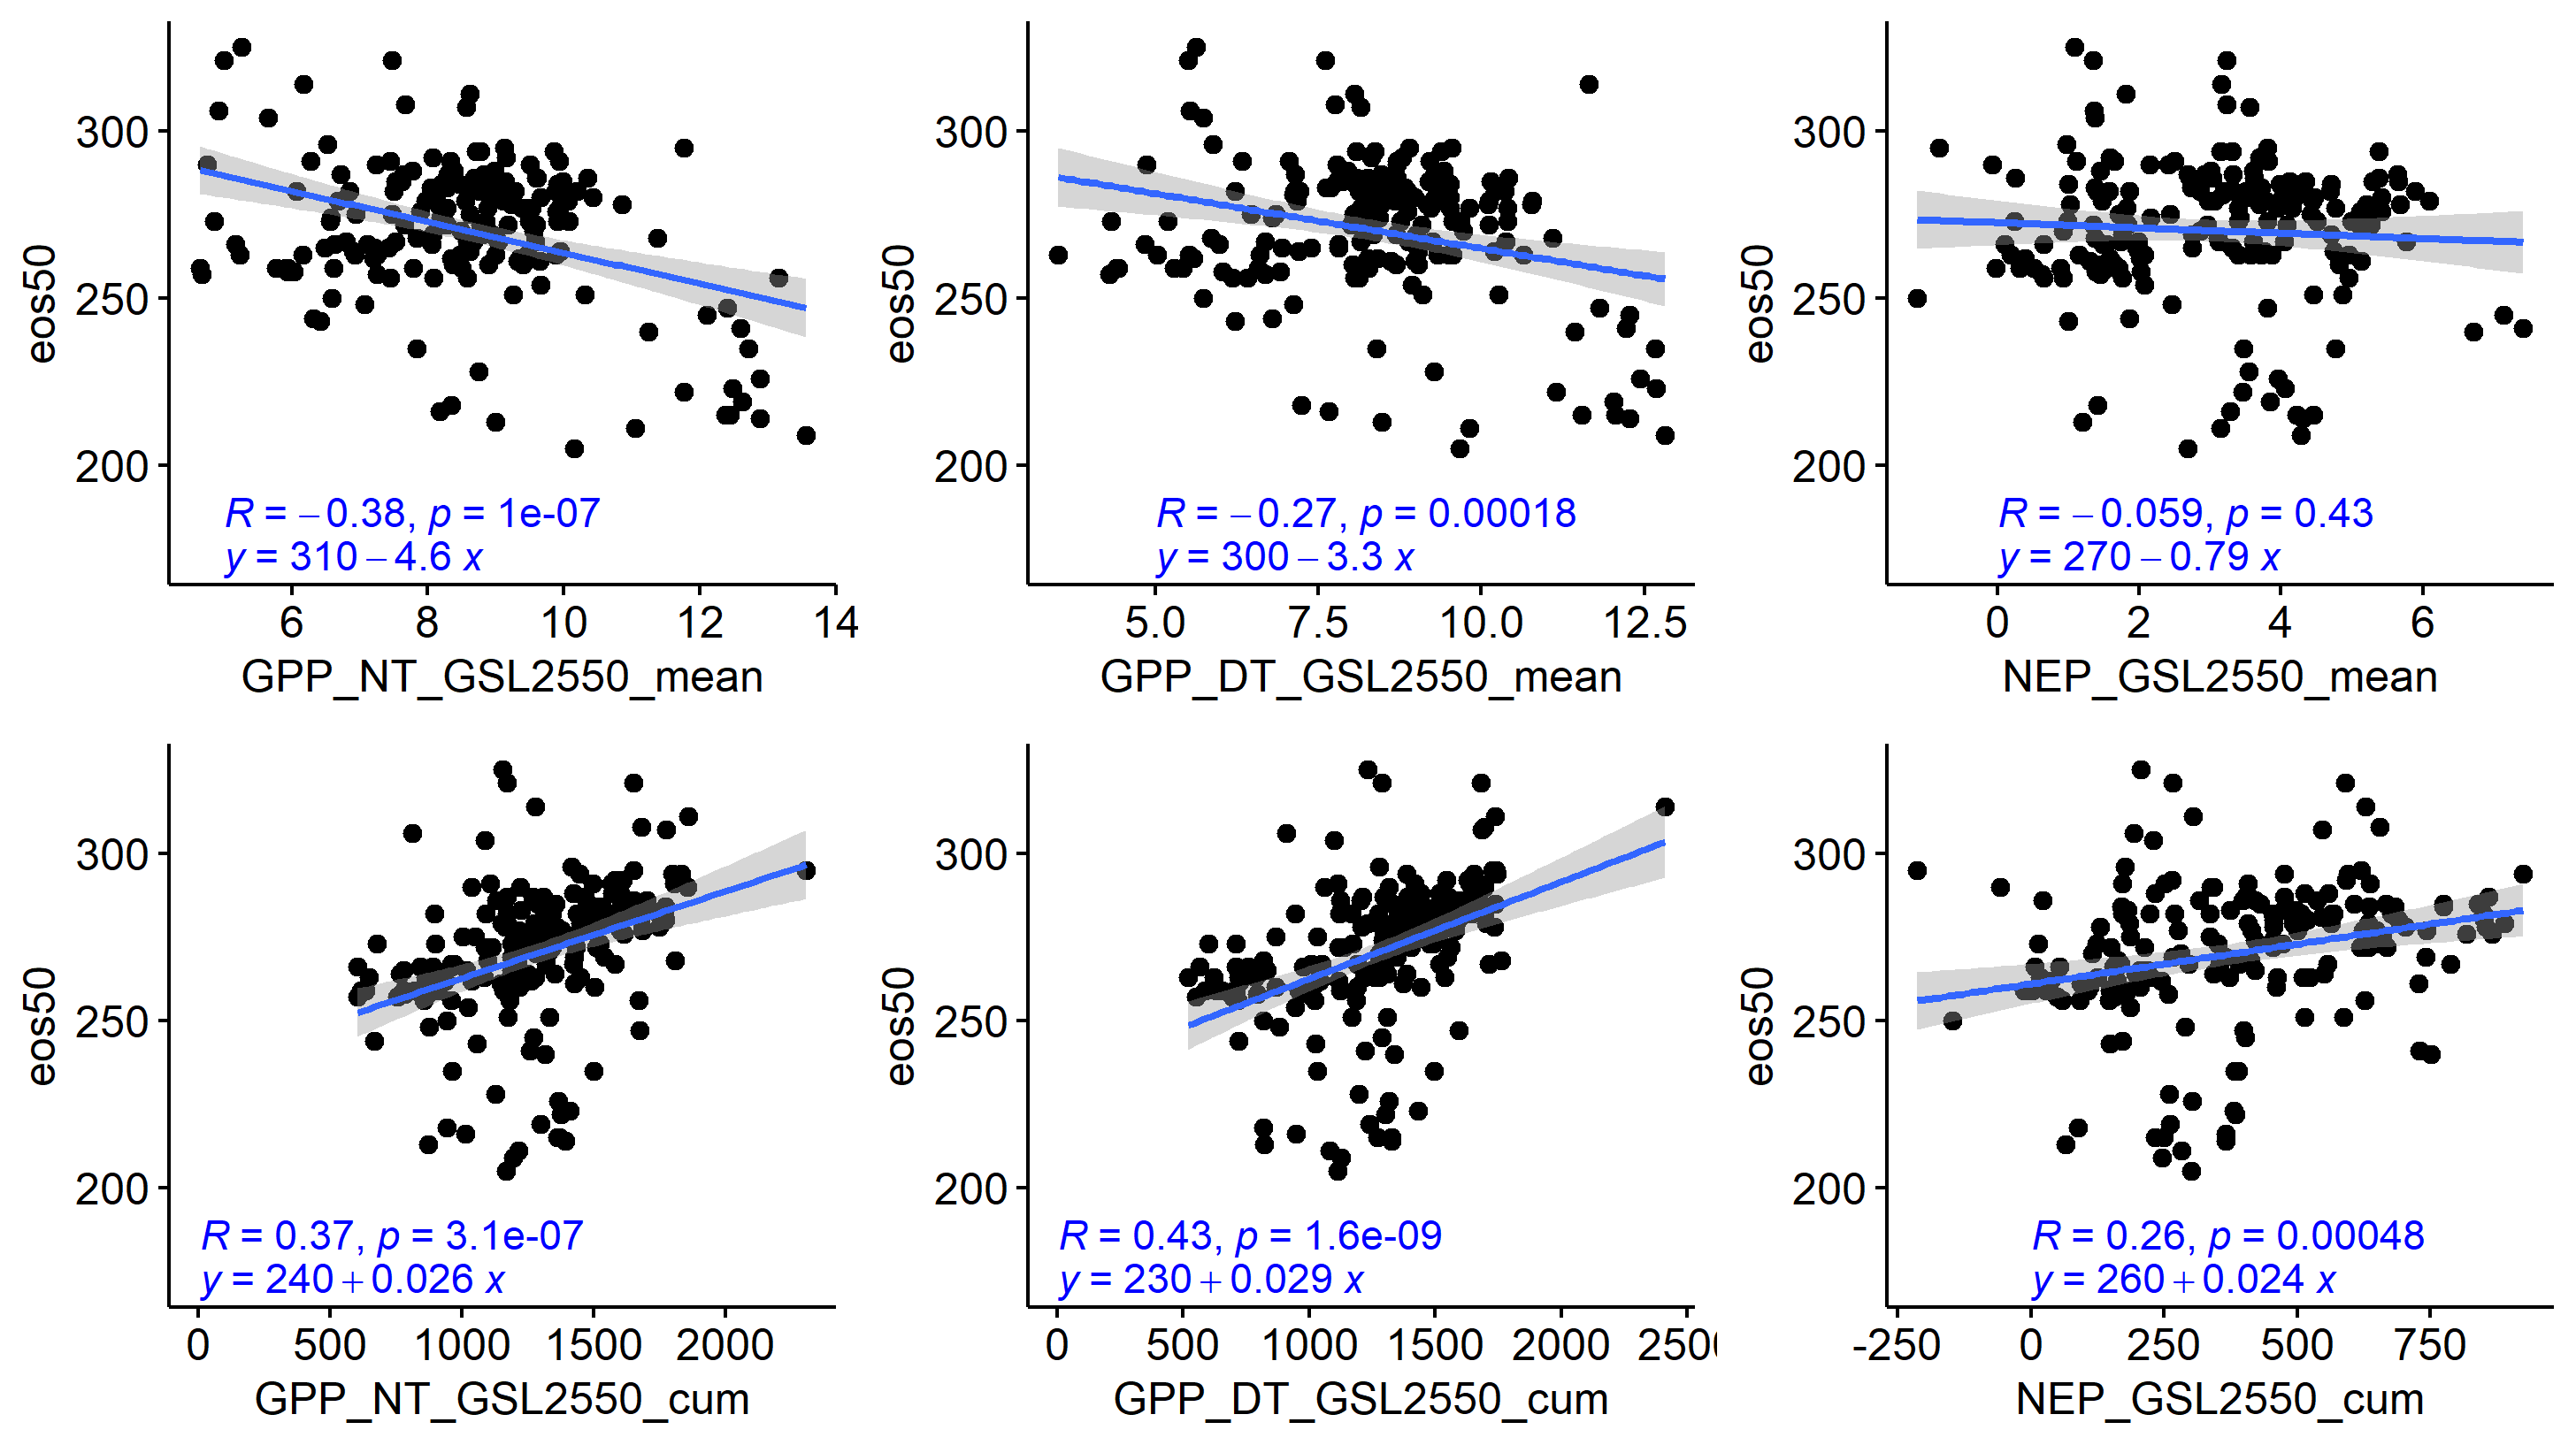 eos50
300
250
200
R = −0.38, p = 1e-07
y = 310 − 4.6 x
6 8 10 12 14
GPP_NT_GSL2550_mean
eos50
300
250
200
R = −0.27, p = 0.00018
y = 300 − 3.3 x
5.0 7.5 10.0 12.5
GPP_DT_GSL2550_mean
eos50
300
250
200
R = −0.059, p = 0.43
y = 270 − 0.79 x
0 2 4 6
NEP_GSL2550_mean
eos50
300
250
200
R = 0.37, p = 3.1e-07
y = 240 + 0.026 x
0 500 1000 1500 2000
GPP_NT_GSL2550_cum
eos50
300
250
200
R = 0.43, p = 1.6e-09
y = 230 + 0.029 x
0 500 1000 1500 2000 250
GPP_DT_GSL2550_cum
eos50
300
250
200
R = 0.26, p = 0.00048
y = 260 + 0.024 x
-250 0 250 500 750
NEP_GSL2550_cum